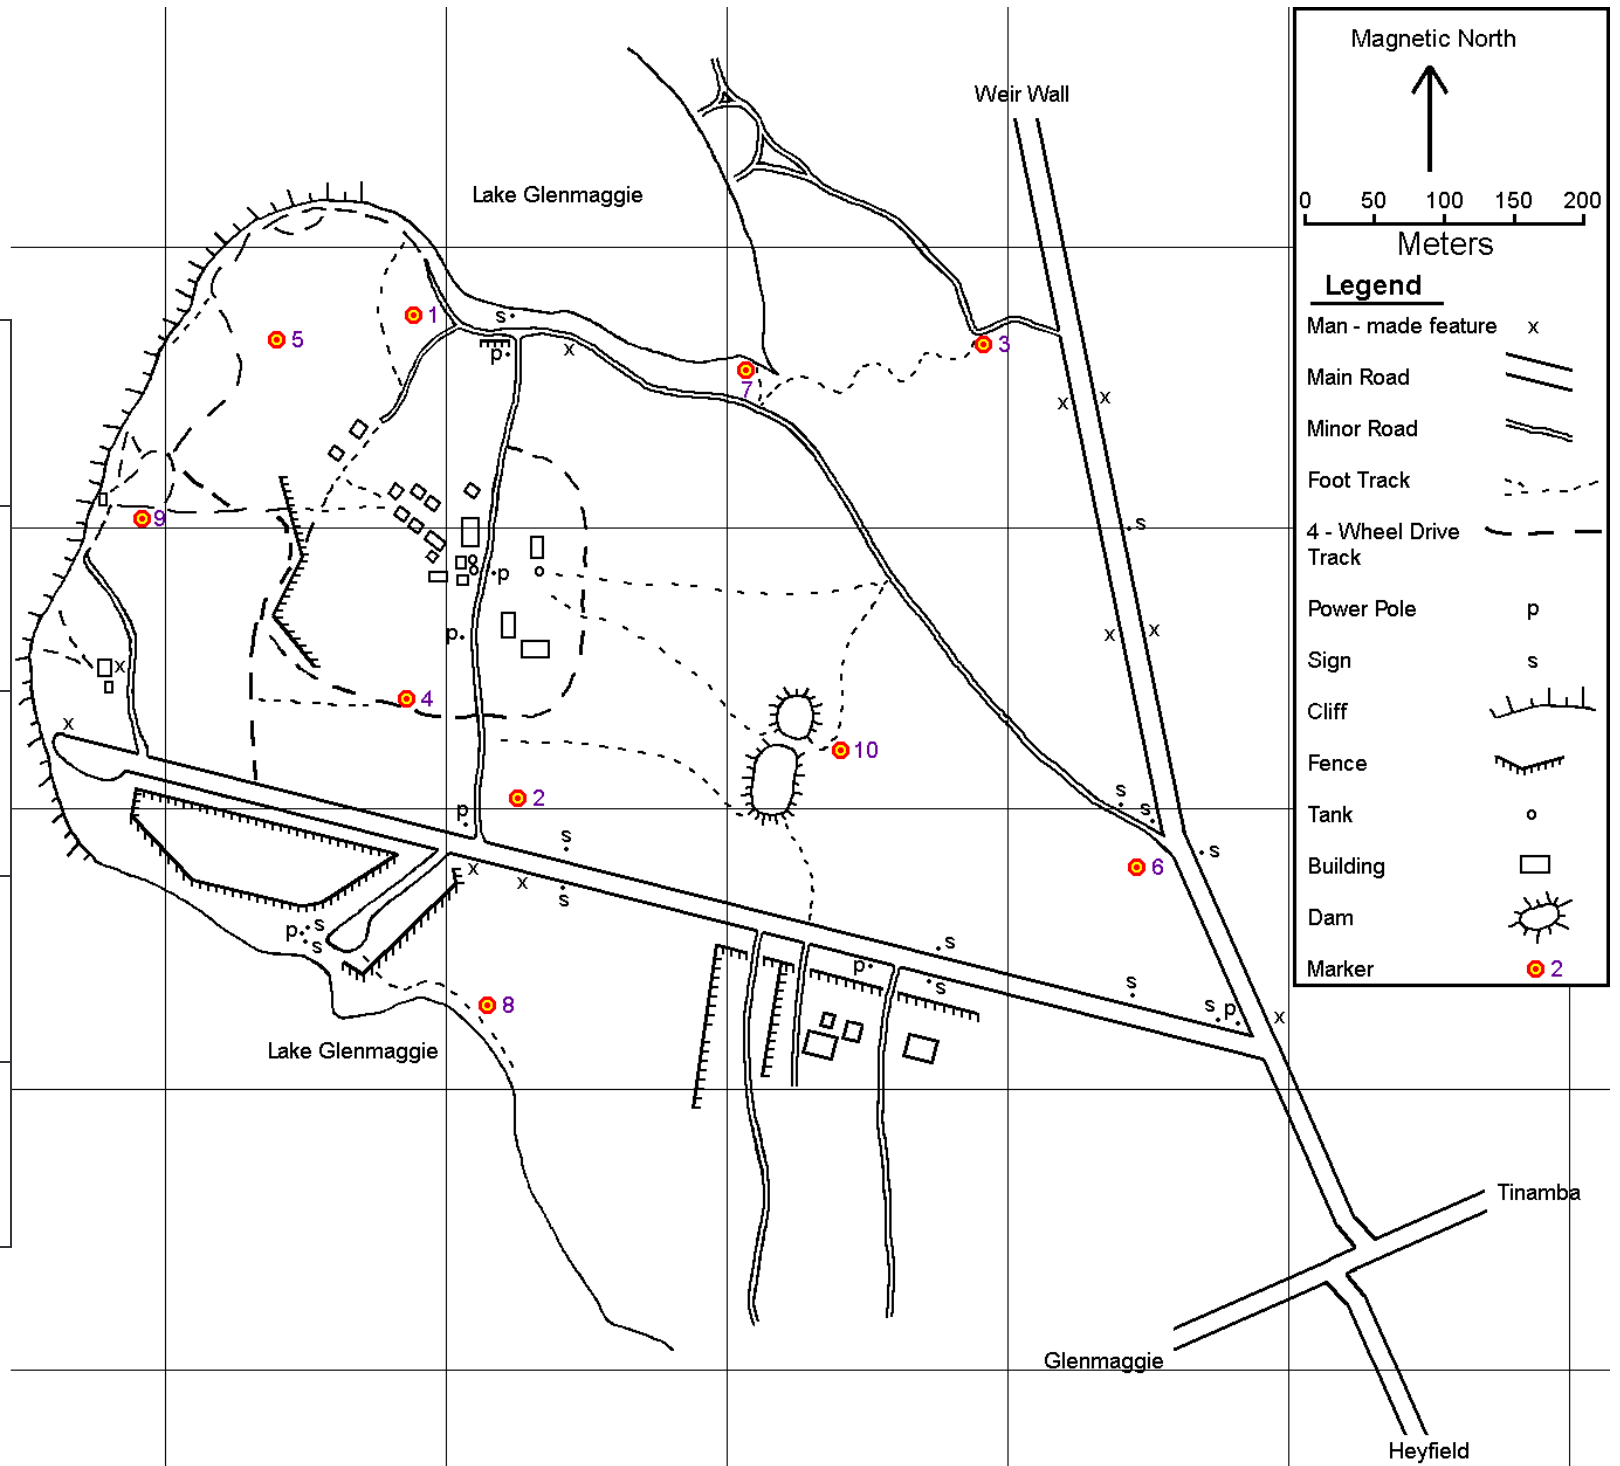 Magnetic North
Weir Wall
Lake Glenmaggie
0 50 100 150 200
Meters
Legend
Man - made feature x
Main Road
Minor Road
Foot Track
4 - Wheel Drive
Track
Power Pole p
Sign s
Cliff
Fence
Tank
Building
Dam
Marker 2
1
s
p
x
5
3
7
x
x
9
s
p
p
x
x
x
4
x
10
2
p
s
s
s
s
6
x
x
s
s
p
s
s
p
s
s
s
s
p
x
8
Lake Glenmaggie
Tinamba
Glenmaggie
Heyfield